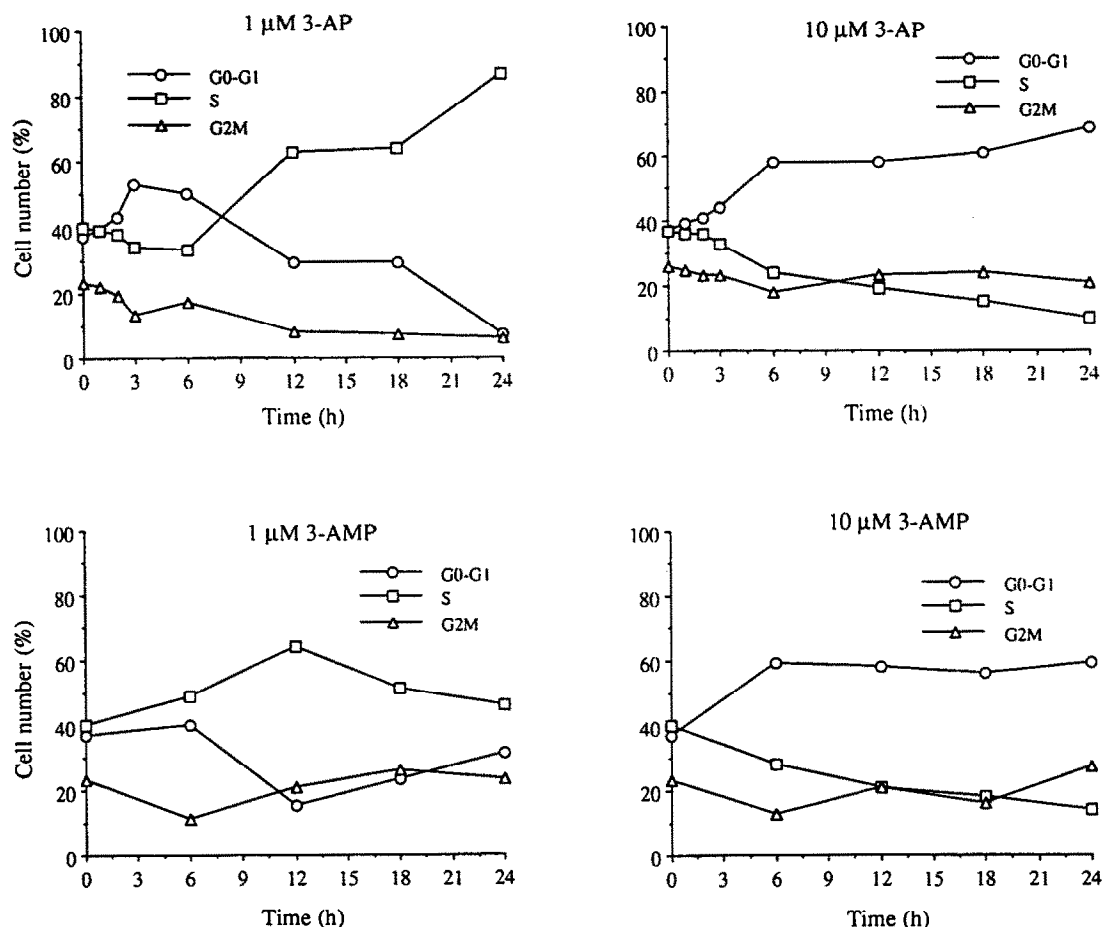 1 µM 3-AP
Cell number (%)
100
80
60
40
20
0
G0-G1
S
G2M
0 3 6 9 12 15 18 21 24
Time (h)
10 µM 3-AP
100
80
60
40
20
0
G0-G1
S
G2M
0 3 6 9 12 15 18 21 24
Time (h)
1 µM 3-AMP
Cell number (%)
100
80
60
40
20
0
G0-G1
S
G2M
0 3 6 9 12 15 18 21 24
Time (h)
10 µM 3-AMP
100
80
60
40
20
0
G0-G1
S
G2M
0 3 6 9 12 15 18 21 24
Time (h)